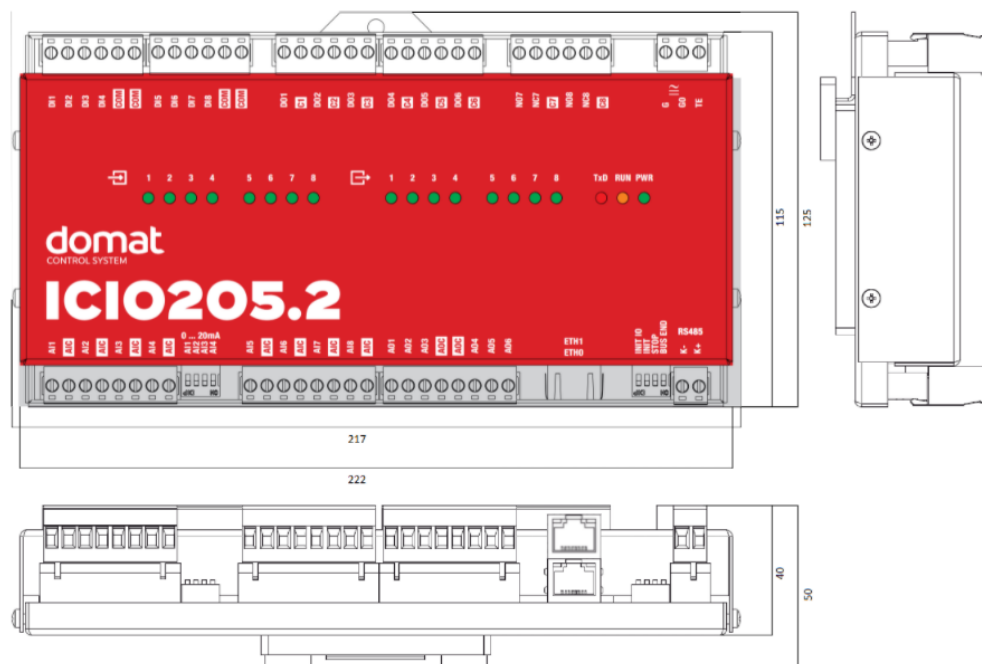 DI1 DI2 DI3 DI4 COM COM DI5 DI6 DI7 DI8 COM COM DO1 C1 DO2 C2 DO3 C3 DO4 C4 DO5 C5 DO6 C6 NO7 NC7 C7 NO8 NC8 C8 G G0 TE
1 2 3 4 5 6 7 8 1 2 3 4 5 6 7 8 TxD RUN PWR
domat
CONTROL SYSTEM
ICIO205.2
0 ... 20mA
AI1 AIC AI2 AIC AI3 AIC AI4 AIC AI1 AI2 AI3 AI4 AI5 AIC AI6 AIC AI7 AIC AI8 AIC AO1 AO2 AO3 AOC AOC AO4 AO5 AO6
ETH1
ETH0
INIT IO
INIT
STOP
BUS END
RS485
K- K+
ON DIP
ON DIP
115
125
217
222
40
50